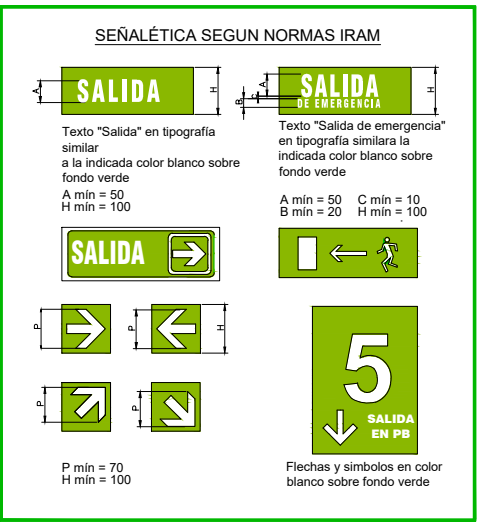 SEÑALÉTICA SEGUN NORMAS IRAM
A
SALIDA
H
A
C
B
SALIDA
DE EMERGENCIA
H
Texto "Salida" en tipografía
similar
a la indicada color blanco sobre
fondo verde
A mín = 50
H mín = 100
Texto "Salida de emergencia"
en tipografía similara la
indicada color blanco sobre
fondo verde
A mín = 50 C mín = 10
B mín = 20 H mín = 100
SALIDA
P
P
H
P
P
P mín = 70
H mín = 100
5
SALIDA
EN PB
Flechas y simbolos en color
blanco sobre fondo verde